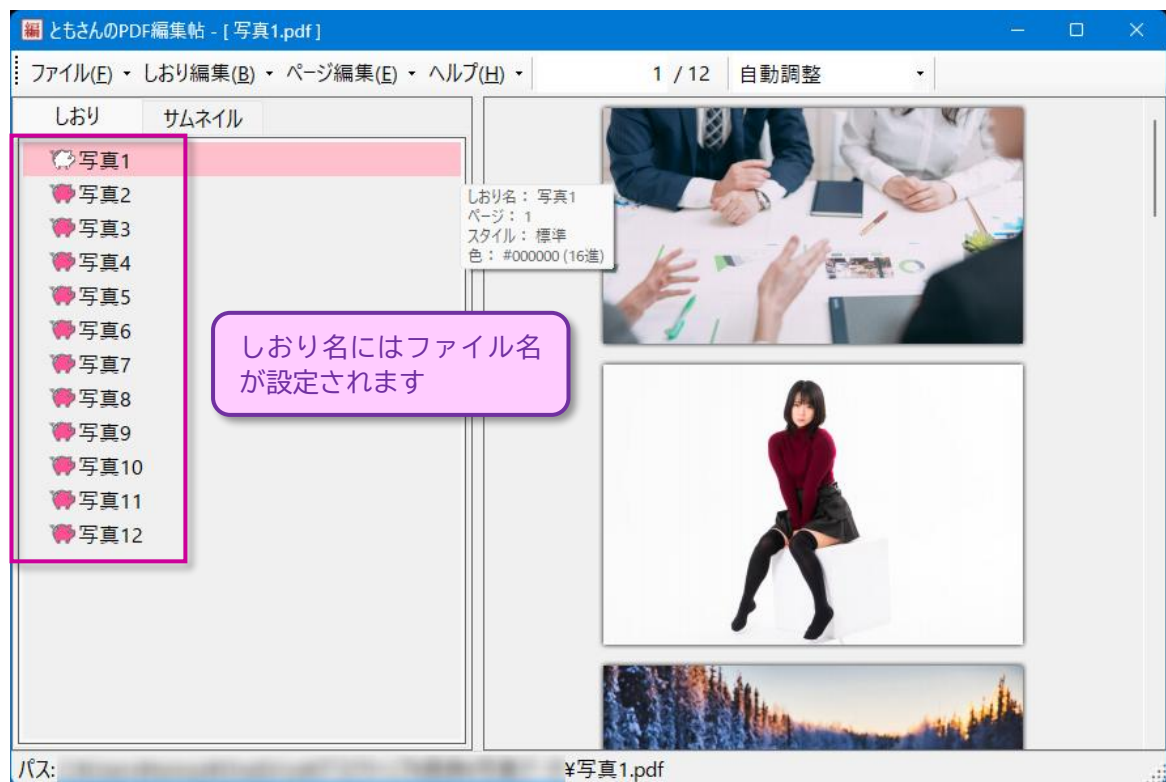 編 ともさんのPDF編集帖 - [ 写真1.pdf ]
ファイル(F) しおり編集(B) ページ編集(E) ヘルプ(H) 1 / 12 自動調整
しおり サムネイル
写真1
写真2
写真3
写真4
写真5
写真6
写真7
写真8
写真9
写真10
写真11
写真12
しおり名： 写真1
ページ： 1
スタイル： 標準
色： #000000 (16進)
しおり名にはファイル名
が設定されます
パス: ¥写真1.pdf